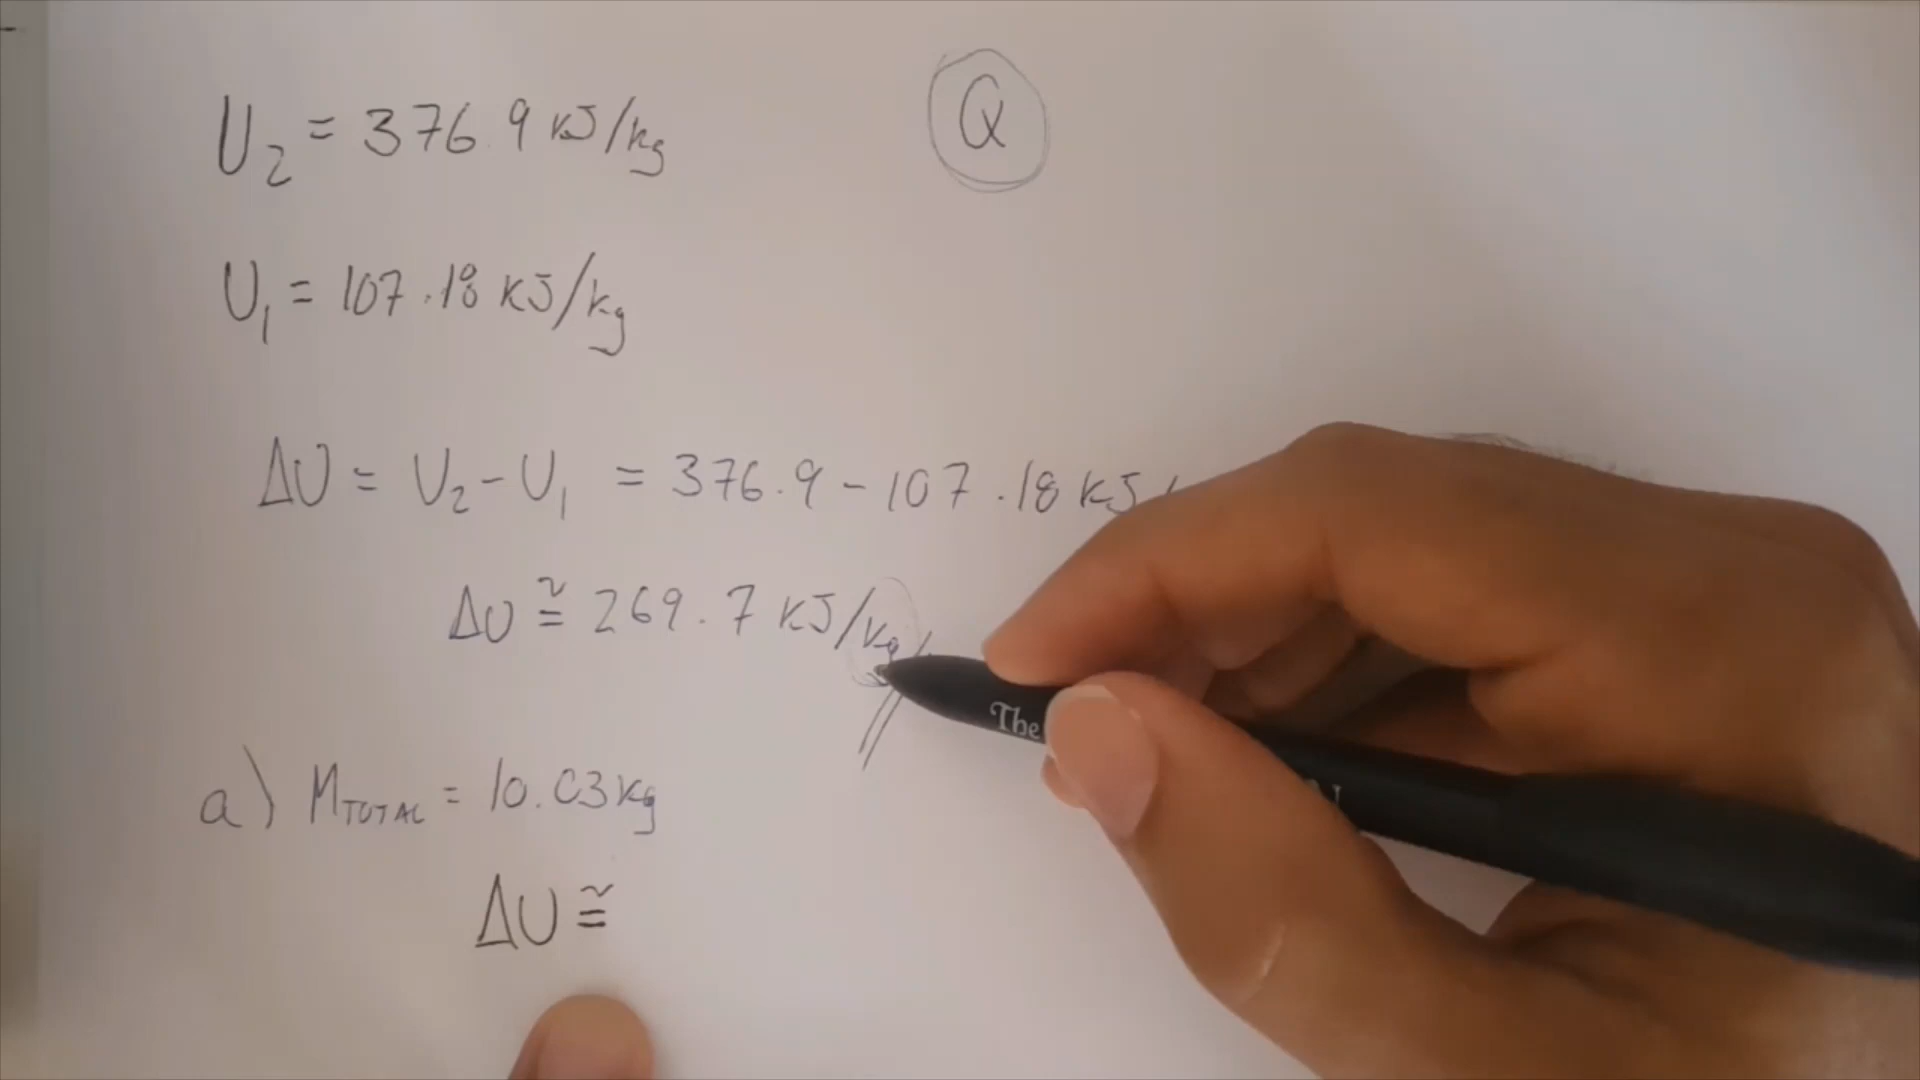 U₂ = 376.9 kJ/kg
Q
U₁ = 107.18 kJ/kg
ΔU = U₂ - U₁ = 376.9 - 107.18 kJ/
ΔU ≅ 269.7 kJ/kg
The
a) MTOTAL = 10.03 kg
ΔU ≅